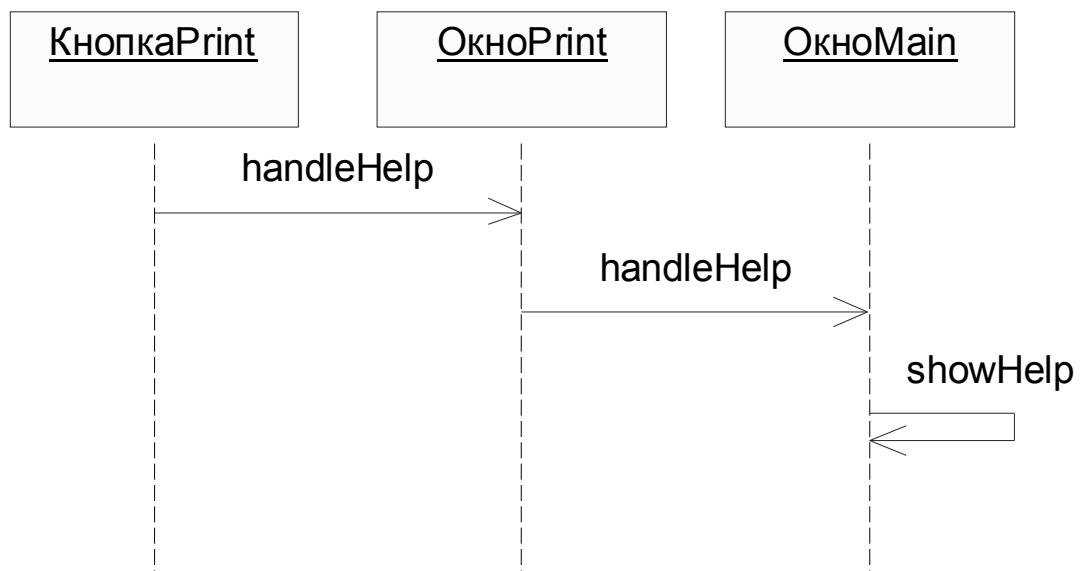 КнопкаPrint
ОкноPrint
ОкноMain
handleHelp
handleHelp
showHelp